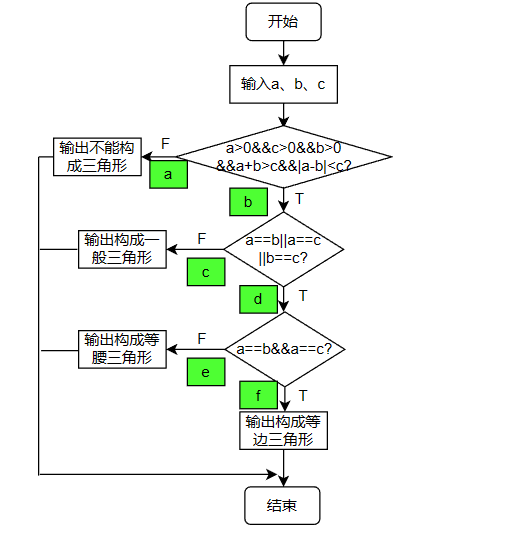 开始
输入a、b、c
a>0&&c>0&&b>0
&&a+b>c&&|a-b|<c?
F
输出不能构
成三角形
a
b
T
a==b||a==c
||b==c?
F
输出构成一
般三角形
c
d
T
a==b&&a==c?
F
输出构成等
腰三角形
e
f
T
输出构成等
边三角形
结束